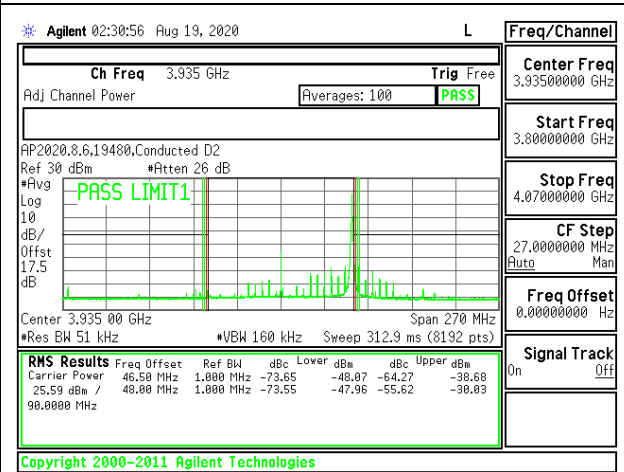 Agilent 02:30:56 Aug 19, 2020 L
Freq/Channel
Ch Freq 3.935 GHz Trig Free
Adj Channel Power Averages: 100 PASS
AP2020.8.6,19480,Conducted D2
Ref 30 dBm #Atten 26 dB
#Avg
Log
10
dB/
Offst
17.5
dB
PASS LIMIT1
Center 3.935 00 GHz Span 270 MHz
#Res BW 51 kHz #VBW 160 kHz Sweep 312.9 ms (8192 pts)
RMS Results Freq Offset Ref BW dBc Lower dBm dBc Upper dBm
Carrier Power 46.50 MHz 1.000 MHz -73.65 -48.07 -64.27 -38.68
25.59 dBm / 48.00 MHz 1.000 MHz -73.55 -47.96 -55.62 -30.03
90.0000 MHz
Center Freq
3.93500000 GHz
Start Freq
3.80000000 GHz
Stop Freq
4.07000000 GHz
CF Step
27.0000000 MHz
Auto Man
Freq Offset
0.00000000 Hz
Signal Track
On Off
Copyright 2000-2011 Agilent Technologies